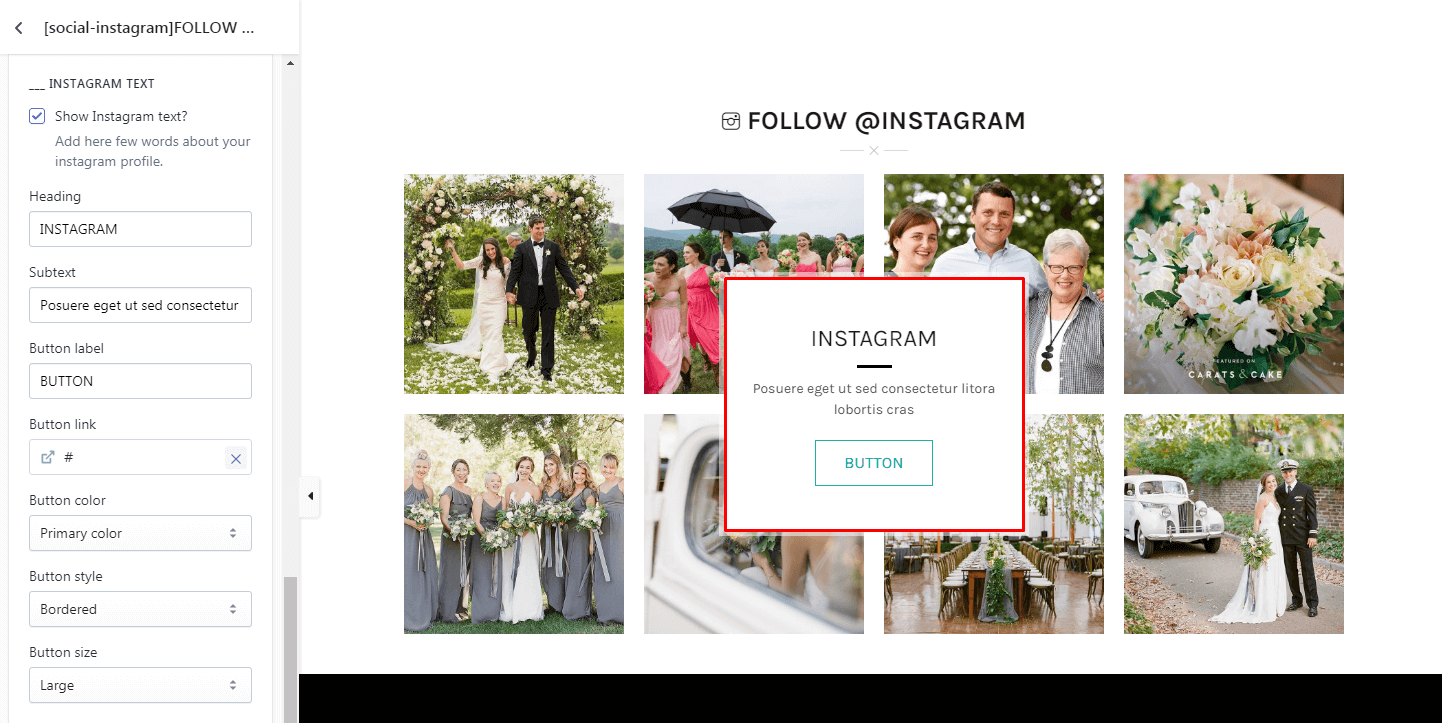 [social-instagram]FOLLOW ...
___ INSTAGRAM TEXT
Show Instagram text?
Add here few words about your
instagram profile.
Heading
INSTAGRAM
Subtext
Posuere eget ut sed consectetur
Button label
BUTTON
Button link
#
Button color
Primary color
Button style
Bordered
Button size
Large
FOLLOW @INSTAGRAM
FEATURED ON
CARATS & CAKE
INSTAGRAM
Posuere eget ut sed consectetur litora
lobortis cras
BUTTON